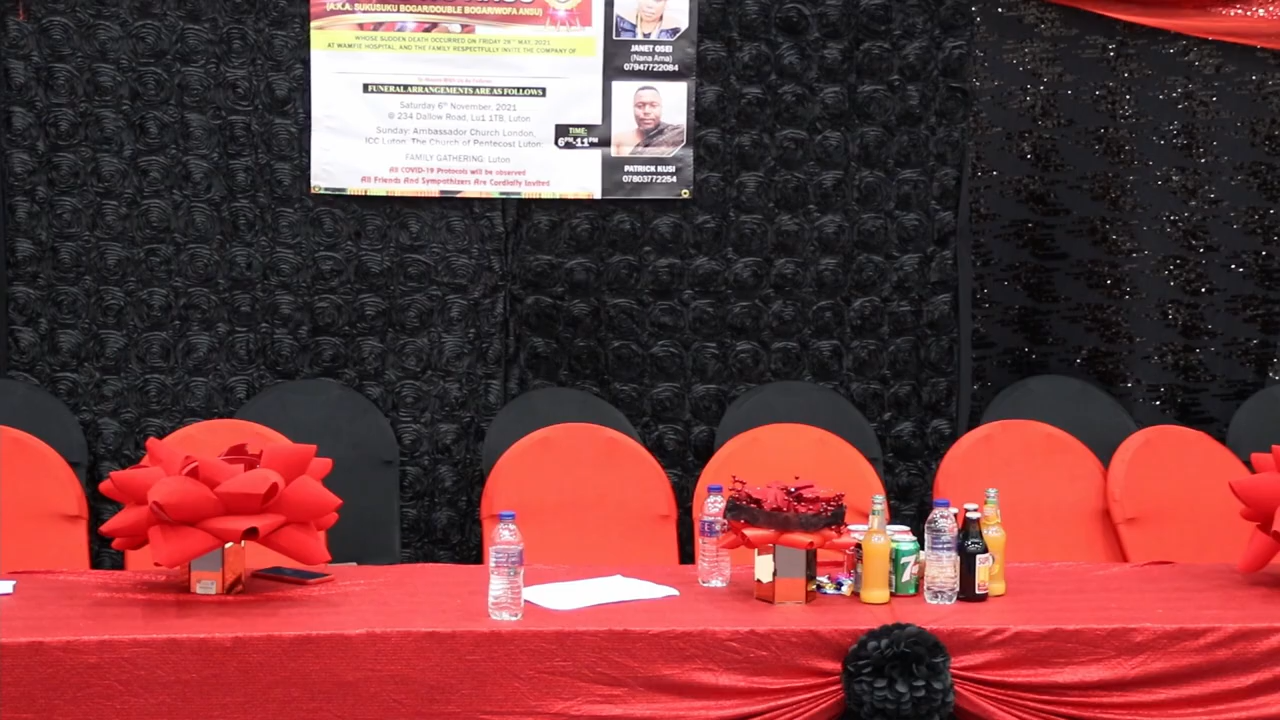 (A.K.A. SUKUSUKU BOGAR/DOUBLE BOGAR/WOFA ANSU)
WHOSE SUDDEN DEATH OCCURRED ON FRIDAY 28TH MAY, 2021
AT WAMFIE HOSPITAL, AND THE FAMILY RESPECTFULLY INVITE THE COMPANY OF
FUNERAL ARRANGEMENTS ARE AS FOLLOWS
Saturday 6th November, 2021
@ 234 Dallow Road, Lu1 1TB, Luton
Sunday: Ambassador Church London,
ICC Luton, The Church of Pentecost Luton.
TIME:
6PM-11PM
FAMILY GATHERING: Luton
All COVID-19 Protocols will be observed
All Friends And Sympathizers Are Cordially Invited
JANET OSEI
(Nana Ama)
07947722084
PATRICK KUSI
07803772254
7